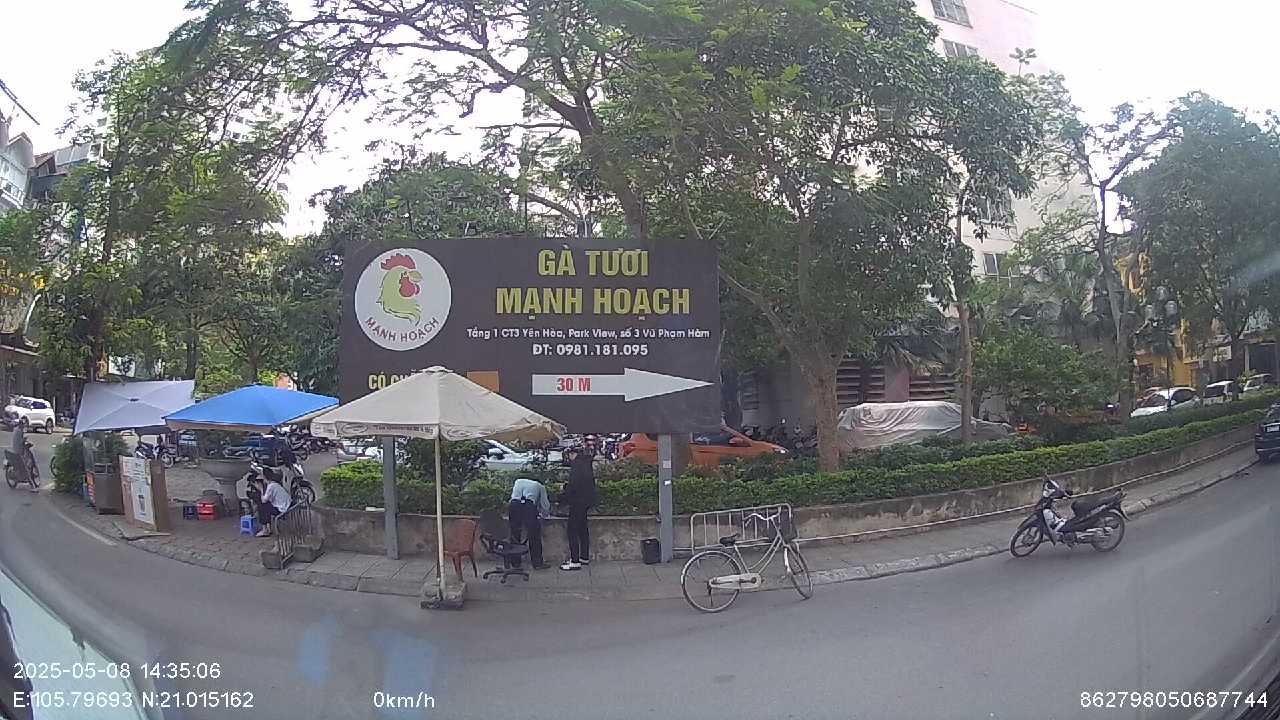 GÀ TƯƠI
MẠNH HOẠCH
MẠNH HOẠCH
Tầng 1 CT3 Yên Hòa, Park View, số 3 Vũ Phạm Hàm
ĐT: 0981.181.095
CÓ
30 M
2025-05-08 14:35:06
E:105.79693 N:21.015162
0km/h
862798050687744